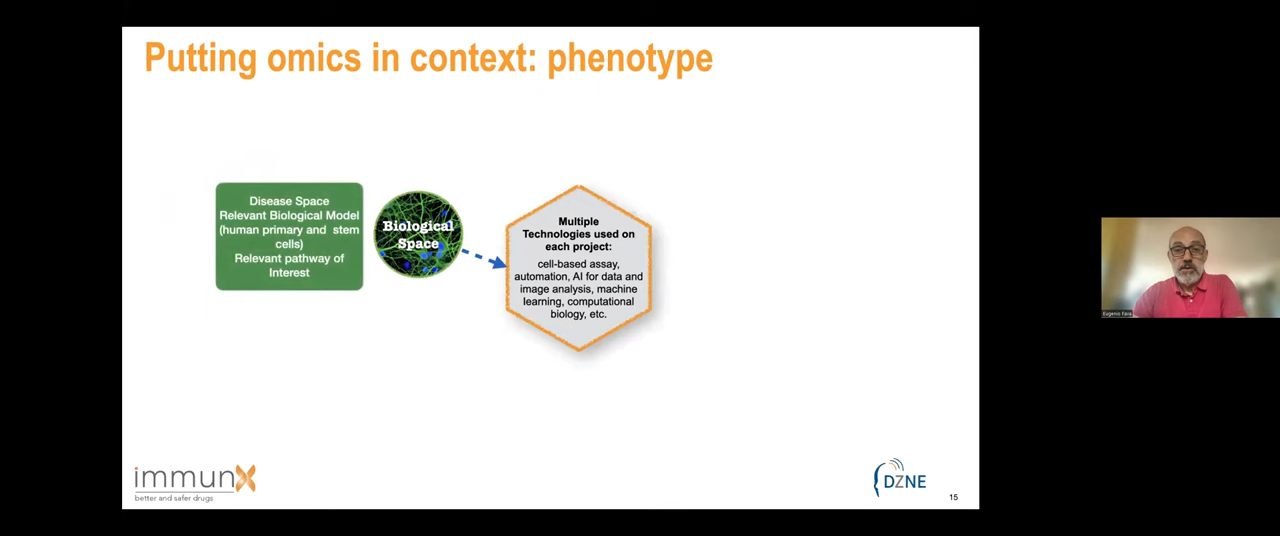 Putting omics in context: phenotype
Disease Space
Relevant Biological Model
(human primary and stem
cells)
Relevant pathway of
Interest
Biological
Space
Multiple
Technologies used on
each project:
cell-based assay,
automation, AI for data and
image analysis, machine
learning, computational
biology, etc.
Eugenio Fava
immunX
better and safer drugs
DZNE
15